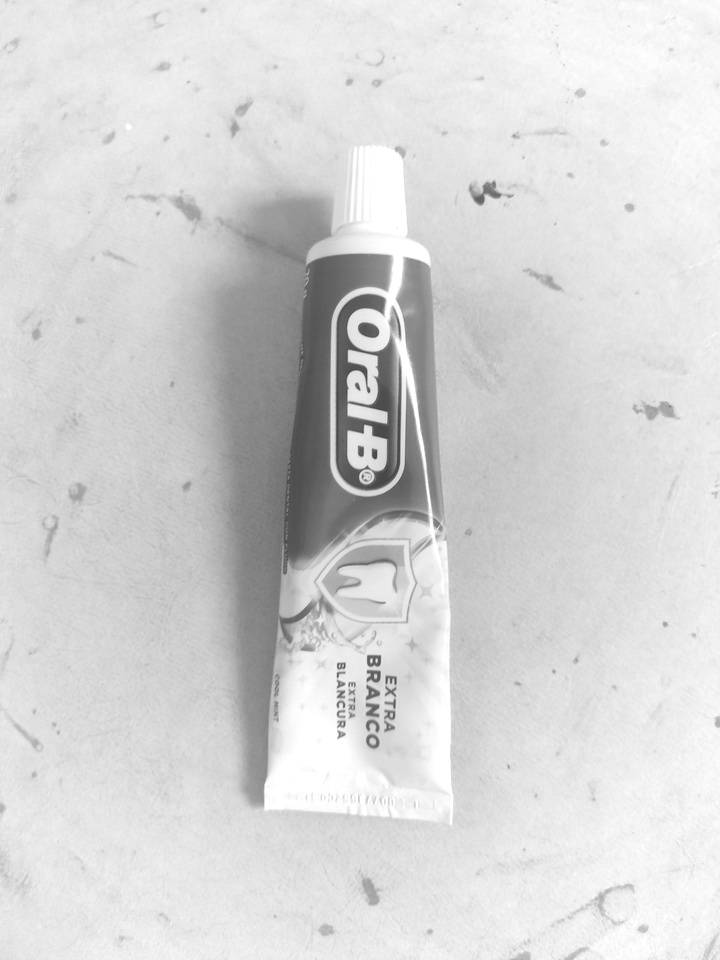 Oral-B®
EXTRA
BRANCO
EXTRA
BLANCURA
COOL MINT